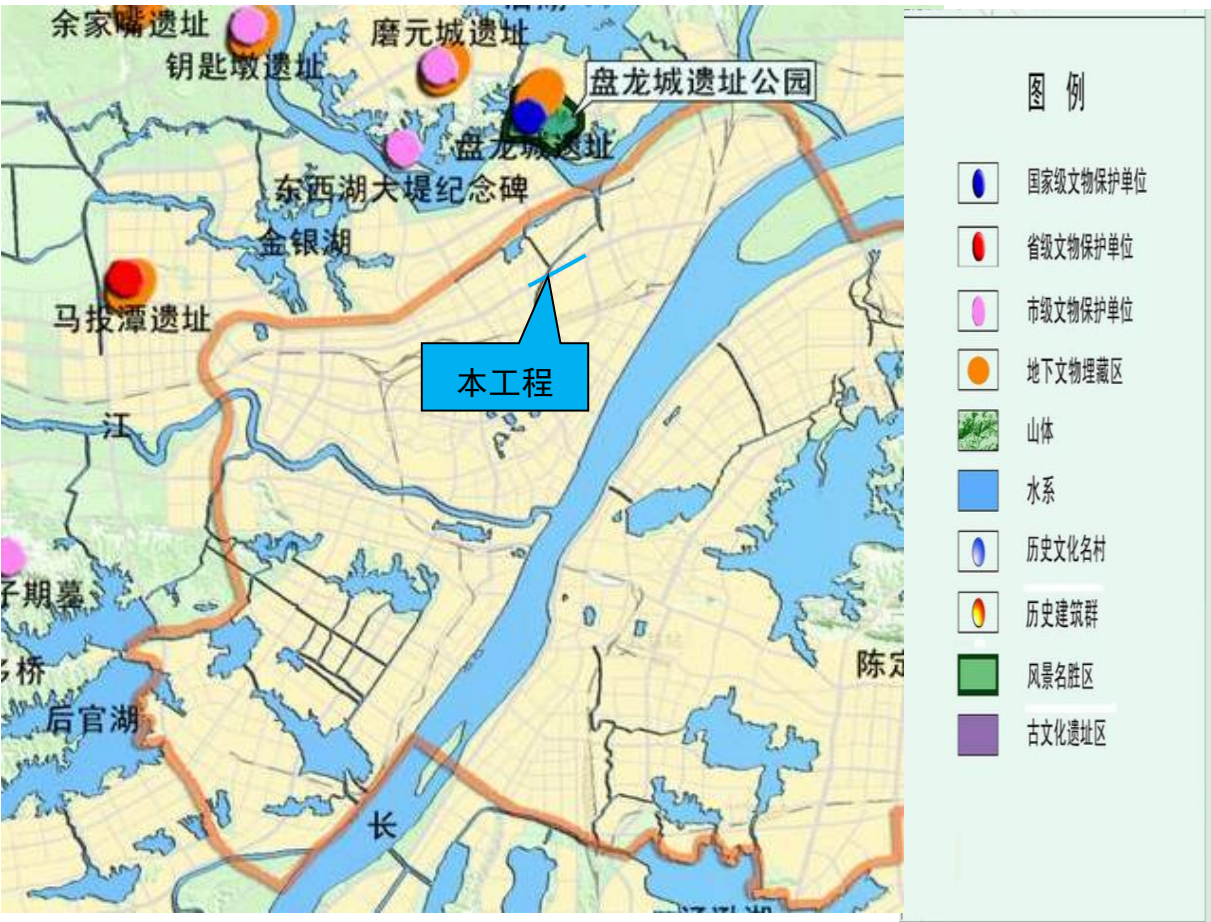 余家嘴遗址
磨元城遗址
钥匙墩遗址
盘龙城遗址公园
盘龙城遗址
东西湖大堤纪念碑
金银湖
马投潭遗址
本工程
江
子期墓
桥
后官湖
陈定
长
图 例
国家级文物保护单位
省级文物保护单位
市级文物保护单位
地下文物埋藏区
山体
水系
历史文化名村
历史建筑群
风景名胜区
古文化遗址区